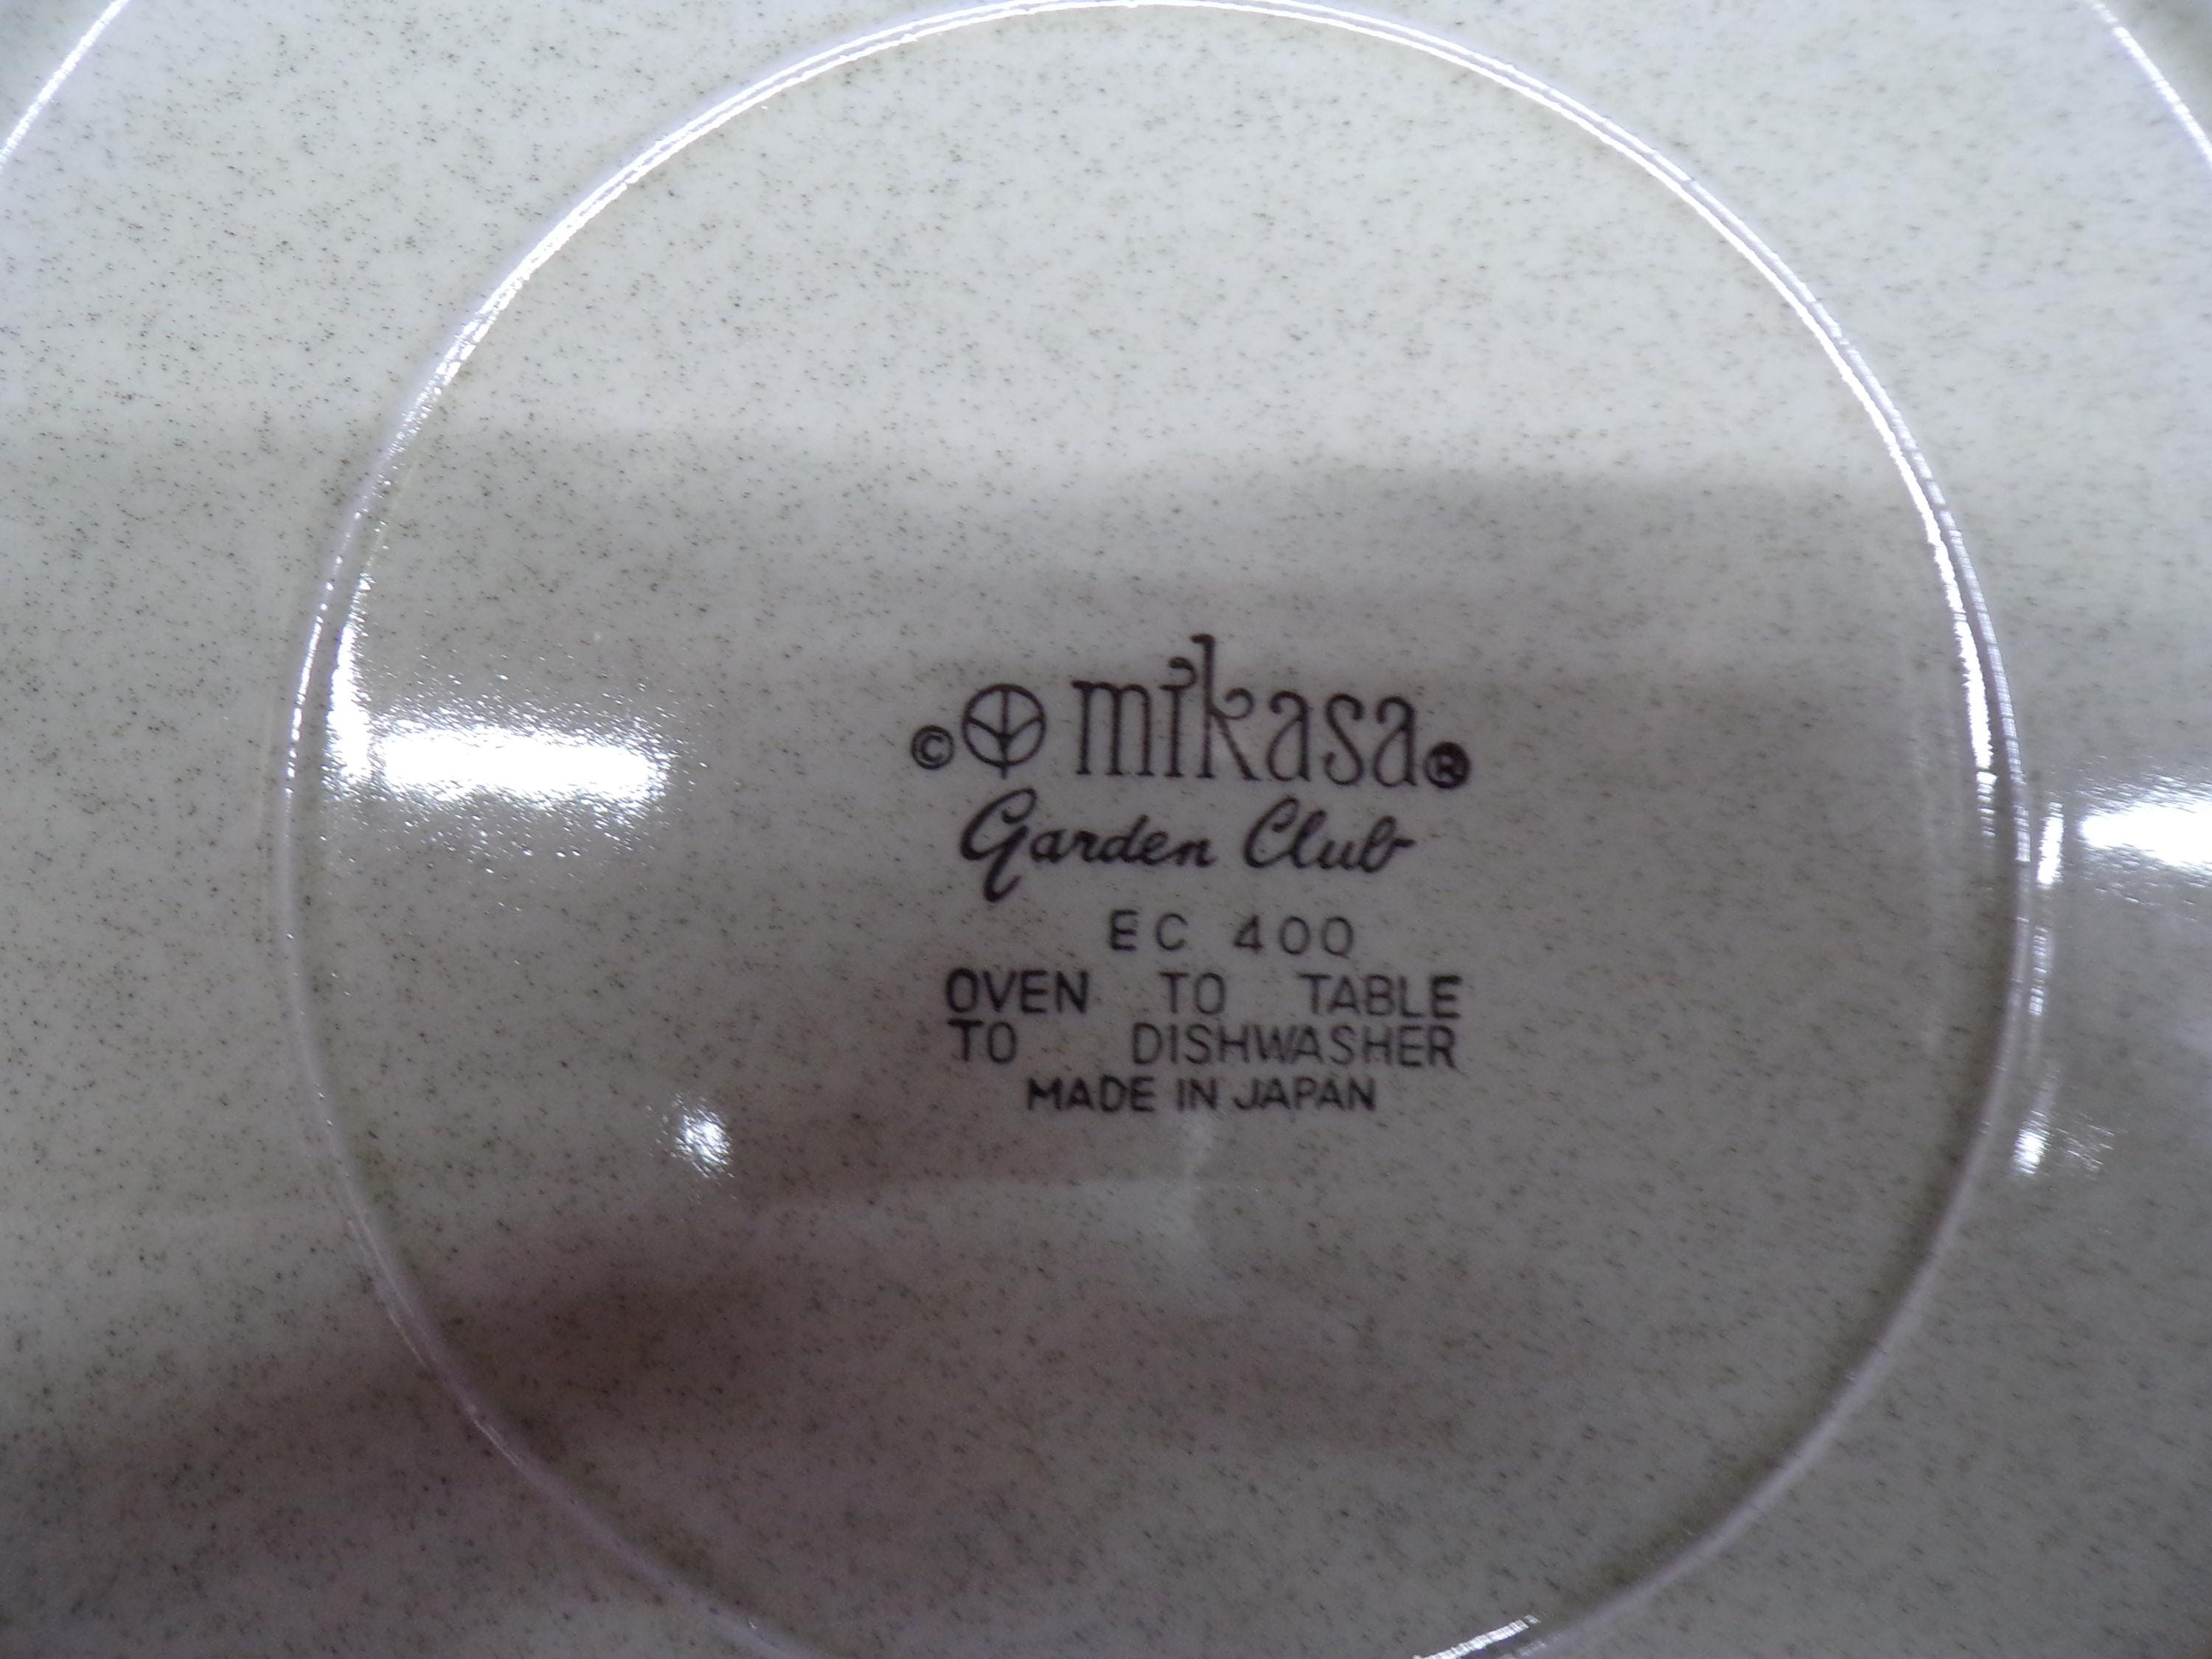 © mikasa®
Garden Club
EC 400
OVEN TO TABLE
TO DISHWASHER
MADE IN JAPAN